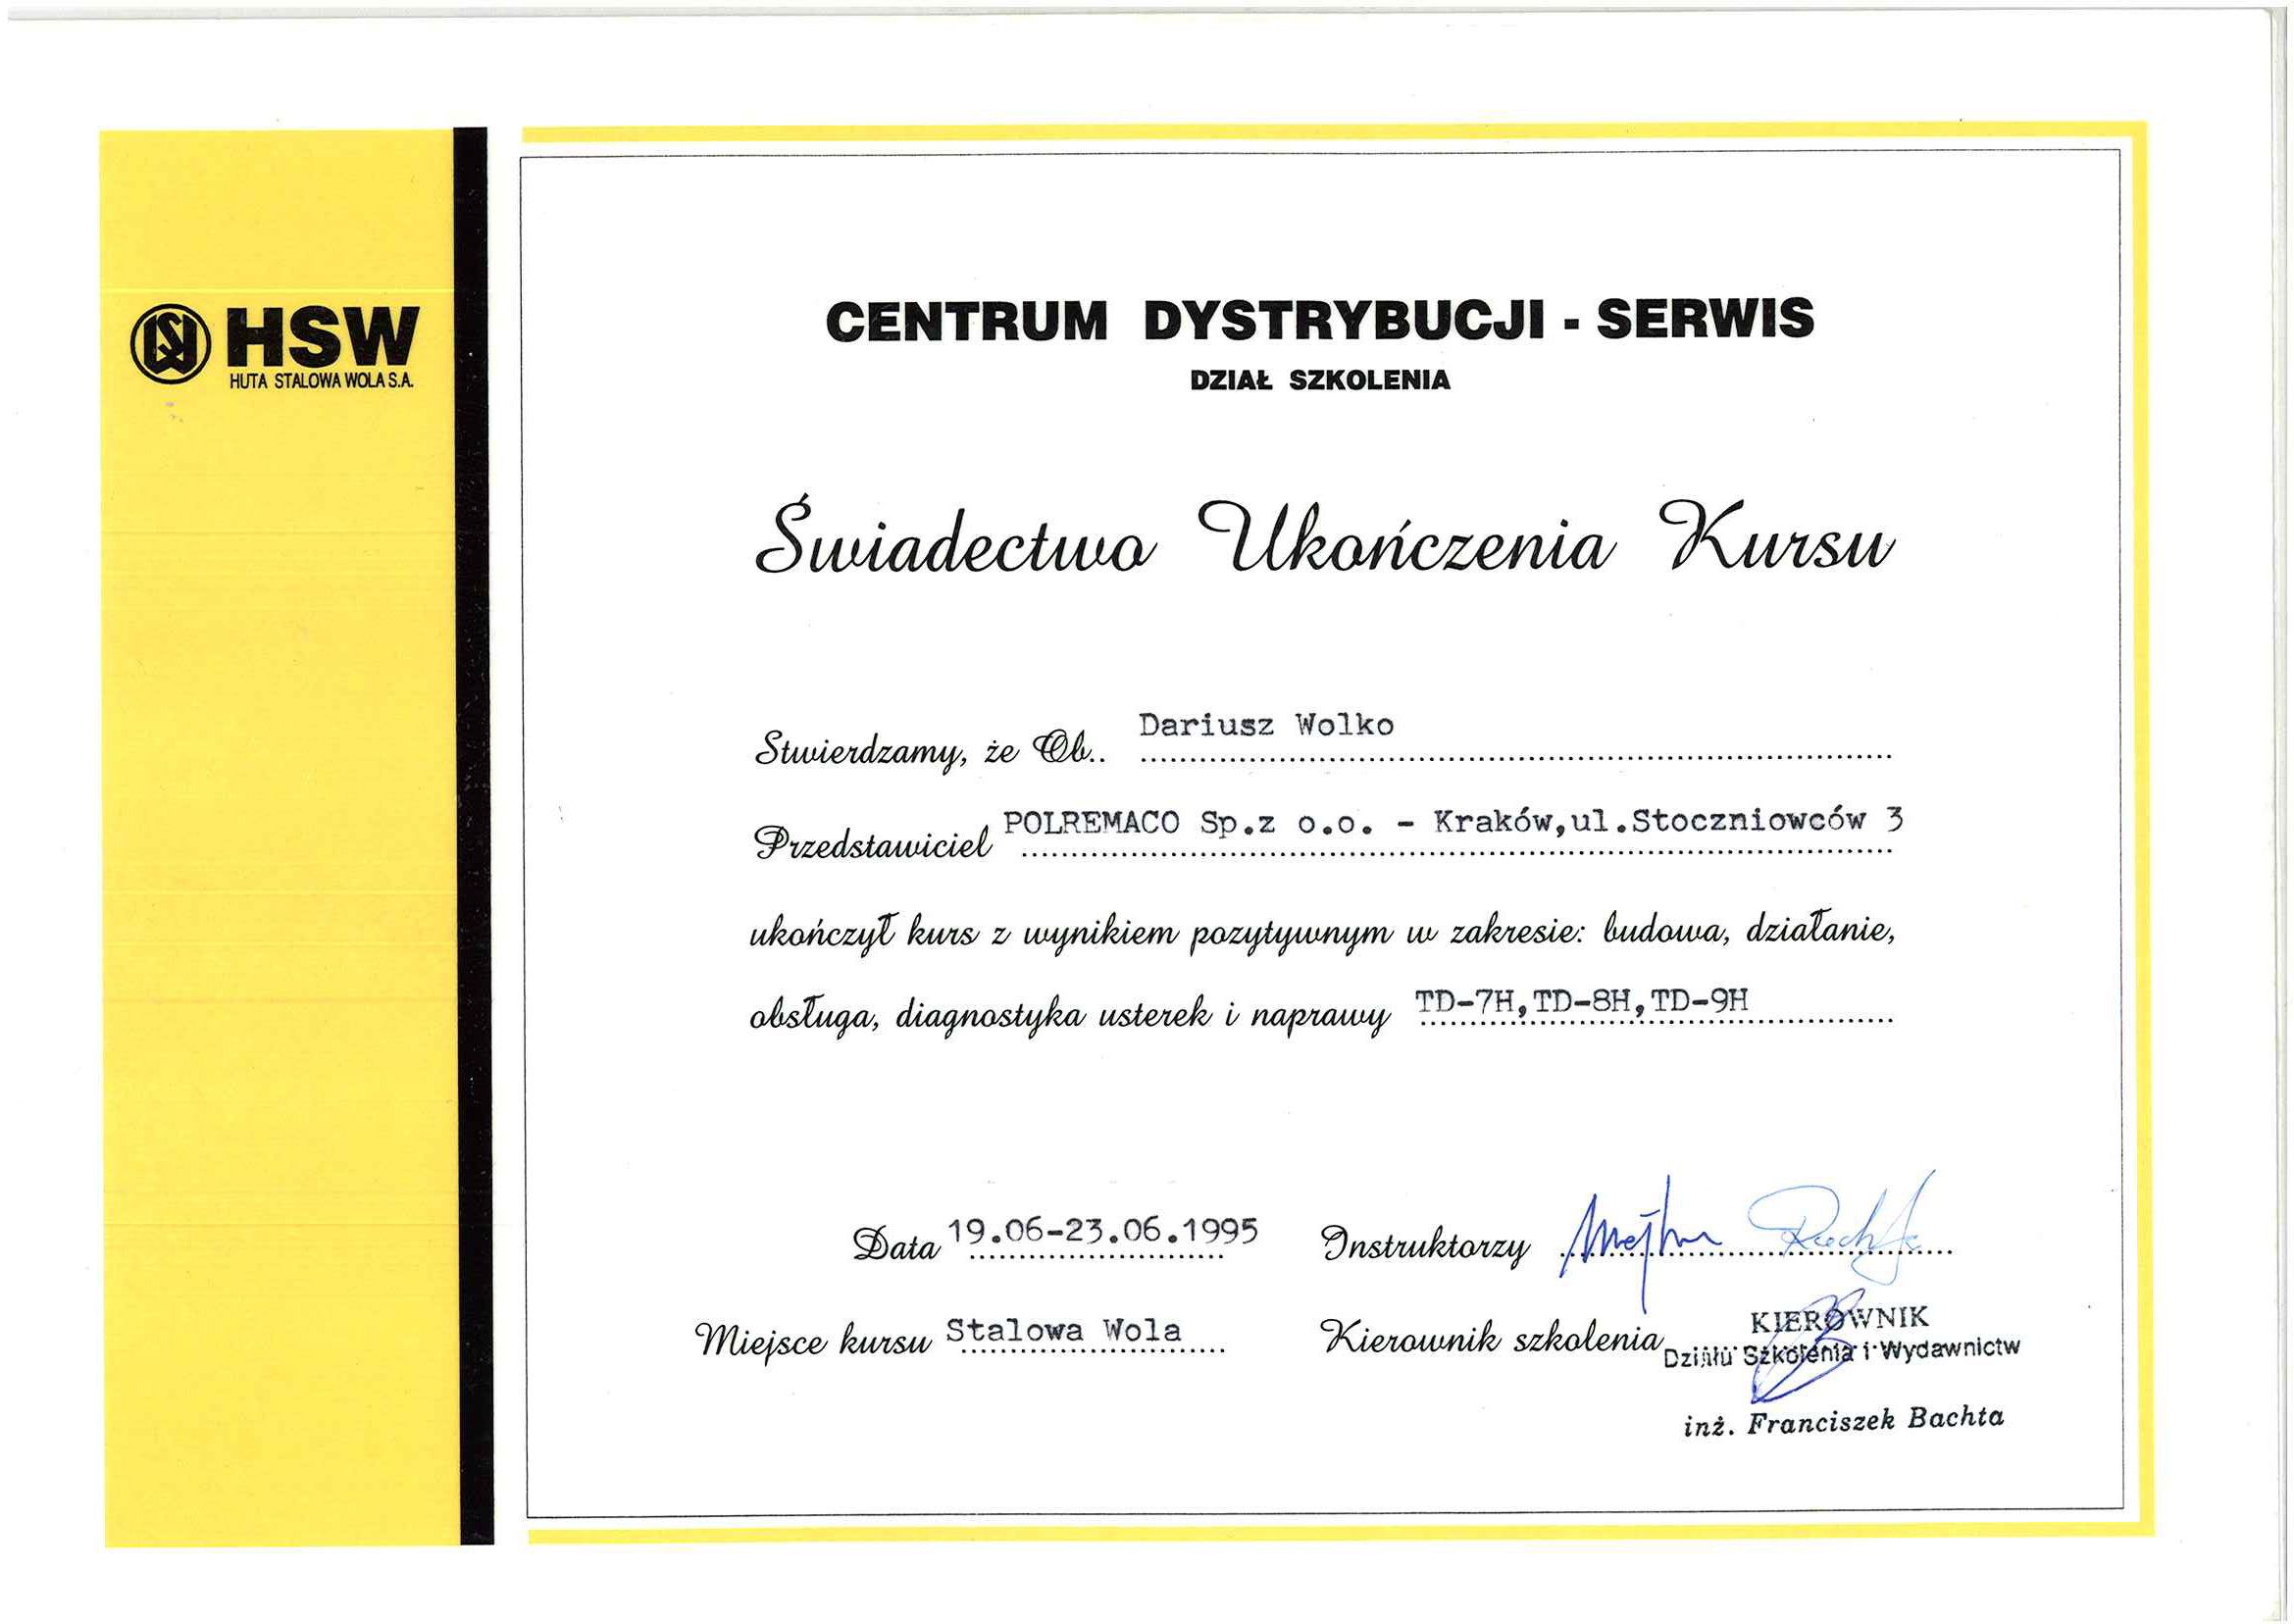 HSW
HUTA STALOWA WOLA S.A.
CENTRUM DYSTRYBUCJI - SERWIS
DZIAŁ SZKOLENIA
Świadectwo Ukończenia Kursu
Stwierdzamy, że Ob.. Dariusz Wolko
Przedstawiciel POLREMACO Sp.z o.o. - Kraków,ul.Stoczniowców 3
ukończył kurs z wynikiem pozytywnym w zakresie: budowa, działanie,
obsługa, diagnostyka usterek i naprawy TD-7H,TD-8H,TD-9H
Data 19.06-23.06.1995 Instruktorzy
Miejsce kursu Stalowa Wola Kierownik szkolenia
KIEROWNIK
Działu Szkolenia i Wydawnictw
inż. Franciszek Bachta